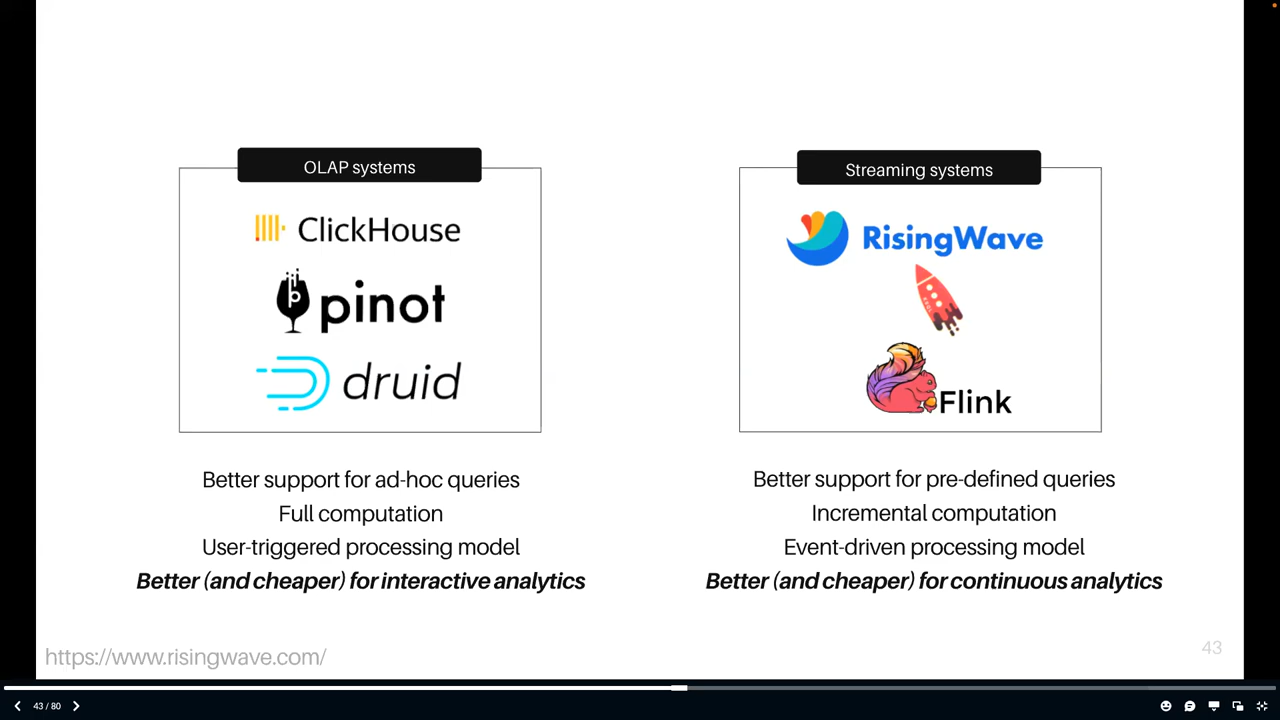 OLAP systems
ClickHouse
pinot
druid
Better support for ad-hoc queries
Full computation
User-triggered processing model
Better (and cheaper) for interactive analytics
Streaming systems
RisingWave
Flink
Better support for pre-defined queries
Incremental computation
Event-driven processing model
Better (and cheaper) for continuous analytics
https://www.risingwave.com/
43
43 / 80